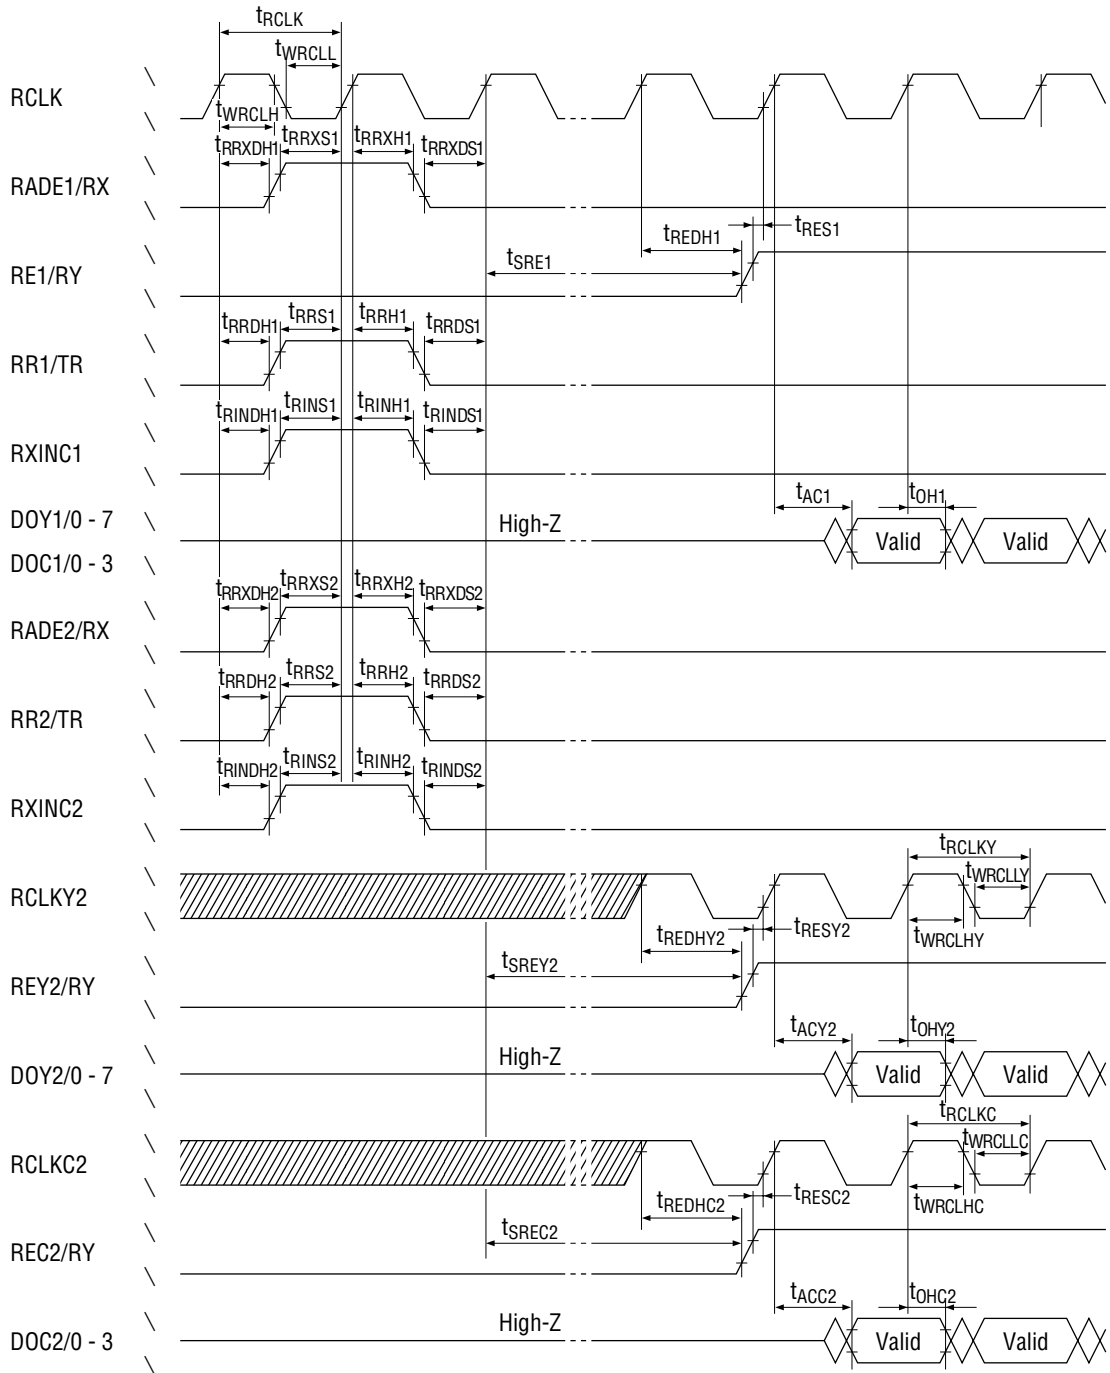 tRCLK
tWRCLL
RCLK
tWRCLH
tRRXDH1 tRRXS1 tRRXH1 tRRXDS1
RADE1/RX
tRES1
tREDH1
tSRE1
RE1/RY
tRRDH1 tRRS1 tRRH1 tRRDS1
RR1/TR
tRINDH1 tRINS1 tRINH1 tRINDS1
RXINC1
tAC1 tOH1
DOY1/0 - 7
High-Z
Valid Valid
DOC1/0 - 3
tRRXDH2 tRRXS2 tRRXH2 tRRXDS2
RADE2/RX
tRRDH2 tRRS2 tRRH2 tRRDS2
RR2/TR
tRINDH2 tRINS2 tRINH2 tRINDS2
RXINC2
tRCLKY
tWRCLLY
RCLKY2
tRESY2
tWRCLHY
tREDHY2
tSREY2
REY2/RY
tACY2 tOHY2
High-Z
DOY2/0 - 7
Valid Valid
tRCLKC
tWRCLLC
RCLKC2
tRESC2
tWRCLHC
tREDHC2
tSREC2
REC2/RY
tACC2 tOHC2
High-Z
DOC2/0 - 3
Valid Valid